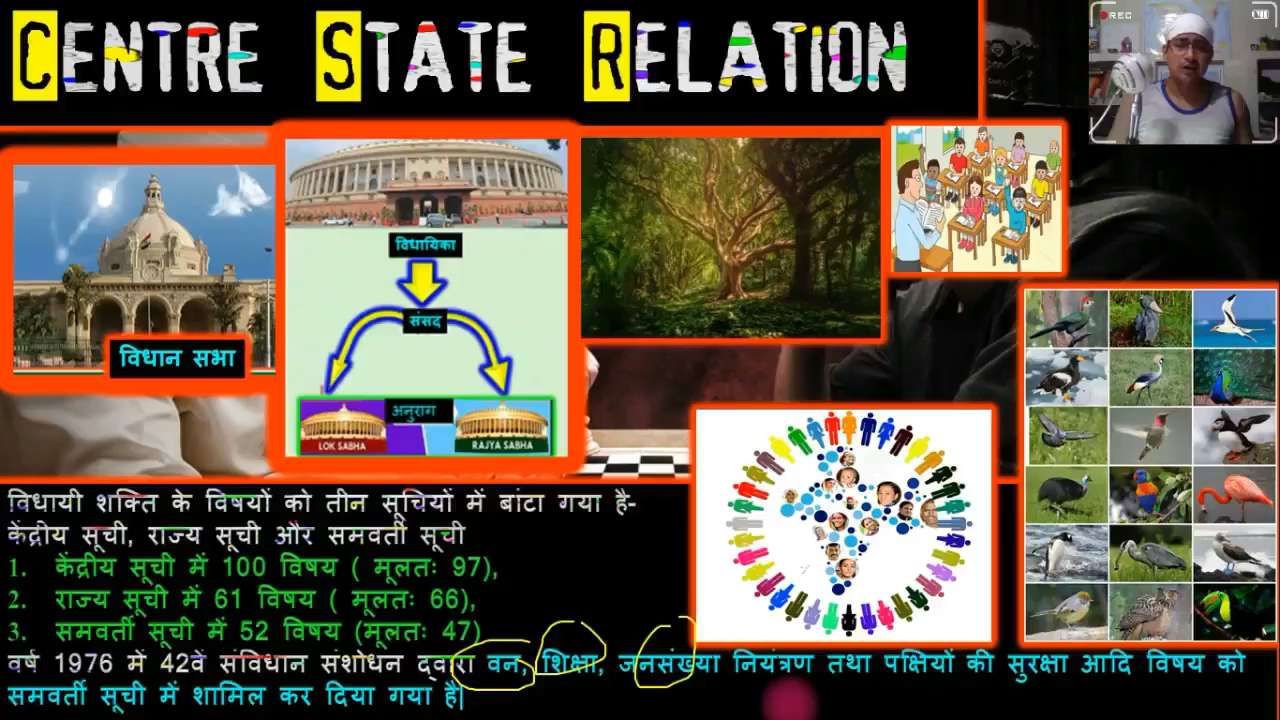 CENTRE STATE RELATION
REC
विधान सभा
विधायिका
संसद
अनुराग
LOK SABHA
RAJYA SABHA
विधायी शक्ति के विषयों को तीन सूचियों में बांटा गया है-
केंद्रीय सूची, राज्य सूची और समवर्ती सूची
1. केंद्रीय सूची में 100 विषय ( मूलतः 97),
2. राज्य सूची में 61 विषय ( मूलतः 66),
3. समवर्ती सूची में 52 विषय (मूलतः 47)
वर्ष 1976 में 42वें संविधान संशोधन द्वारा वन, शिक्षा, जनसंख्या नियंत्रण तथा पक्षियों की सुरक्षा आदि विषय को
समवर्ती सूची में शामिल कर दिया गया है|